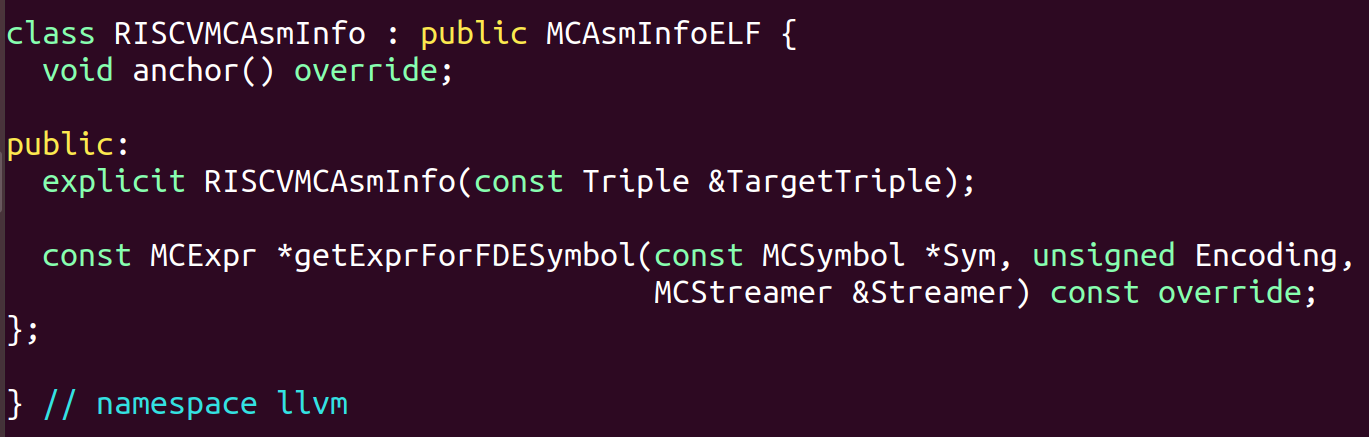 class RISCVMCAsmInfo : public MCAsmInfoELF {
  void anchor() override;

public:
  explicit RISCVMCAsmInfo(const Triple &TargetTriple);

  const MCExpr *getExprForFDESymbol(const MCSymbol *Sym, unsigned Encoding,
                                    MCStreamer &Streamer) const override;
};

} // namespace llvm